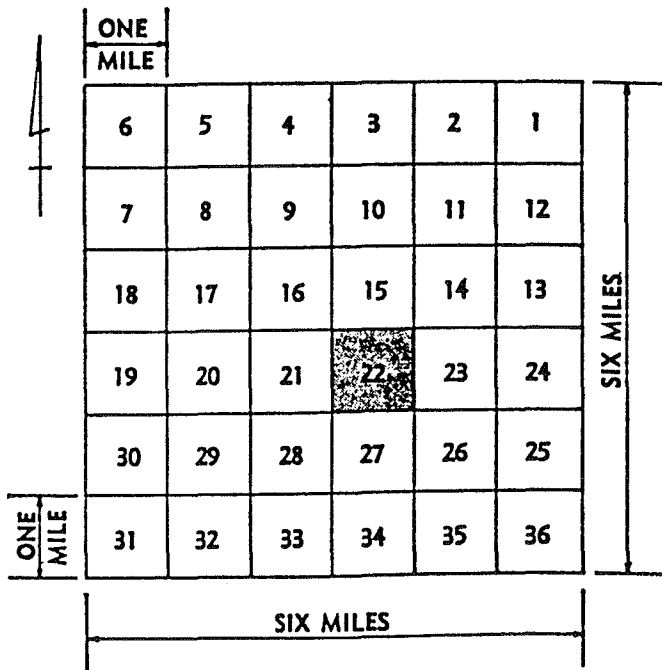 ONE
MILE
6 5 4 3 2 1
7 8 9 10 11 12
18 17 16 15 14 13
19 20 21 22 23 24
30 29 28 27 26 25
31 32 33 34 35 36
SIX MILES
ONE
MILE
SIX MILES